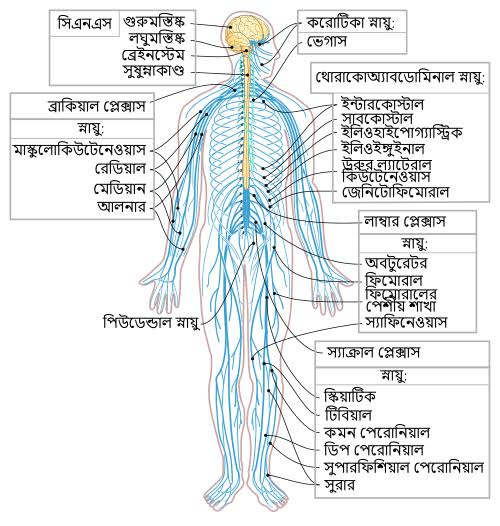 সিএনএস
গুরুমস্তিষ্ক
লঘুমস্তিষ্ক
ব্রেইনস্টেম
সুষুম্নাকাণ্ড
ব্রাকিয়াল প্লেক্সাস
স্নায়ু:
মাস্কুলোকিউটেনেওয়াস
রেডিয়াল
মেডিয়ান
আলনার
পিউডেন্ডাল স্নায়ু
করোটিকা স্নায়ু:
ভেগাস
থোরাকোঅ্যাবডোমিনাল স্নায়ু:
ইন্টারকোস্টাল
সাবকোস্টাল
ইলিওহাইপোগ্যাস্ট্রিক
ইলিওইঙ্গুইনাল
উরুর ল্যাটেরাল
কিউটেনেওয়াস
জেনিটোফিমোরাল
লাম্বার প্লেক্সাস
স্নায়ু:
অবটুরেটর
ফিমোরাল
ফিমোরালের
পেশীয় শাখা
স্যাফিনেওয়াস
স্যাক্রাল প্লেক্সাস
স্নায়ু:
স্কিয়াটিক
টিবিয়াল
কমন পেরোনিয়াল
ডিপ পেরোনিয়াল
সুপারফিশিয়াল পেরোনিয়াল
সুরার